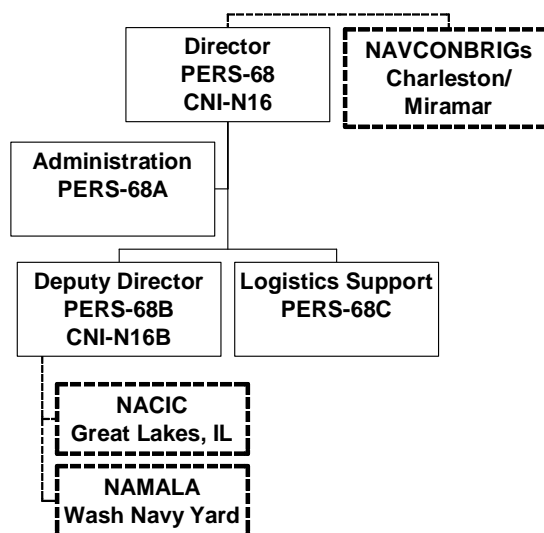 Director
PERS-68
CNI-N16
NAVCONBRIGs
Charleston/
Miramar
Administration
PERS-68A
Deputy Director
PERS-68B
CNI-N16B
Logistics Support
PERS-68C
NACIC
Great Lakes, IL
NAMALA
Wash Navy Yard